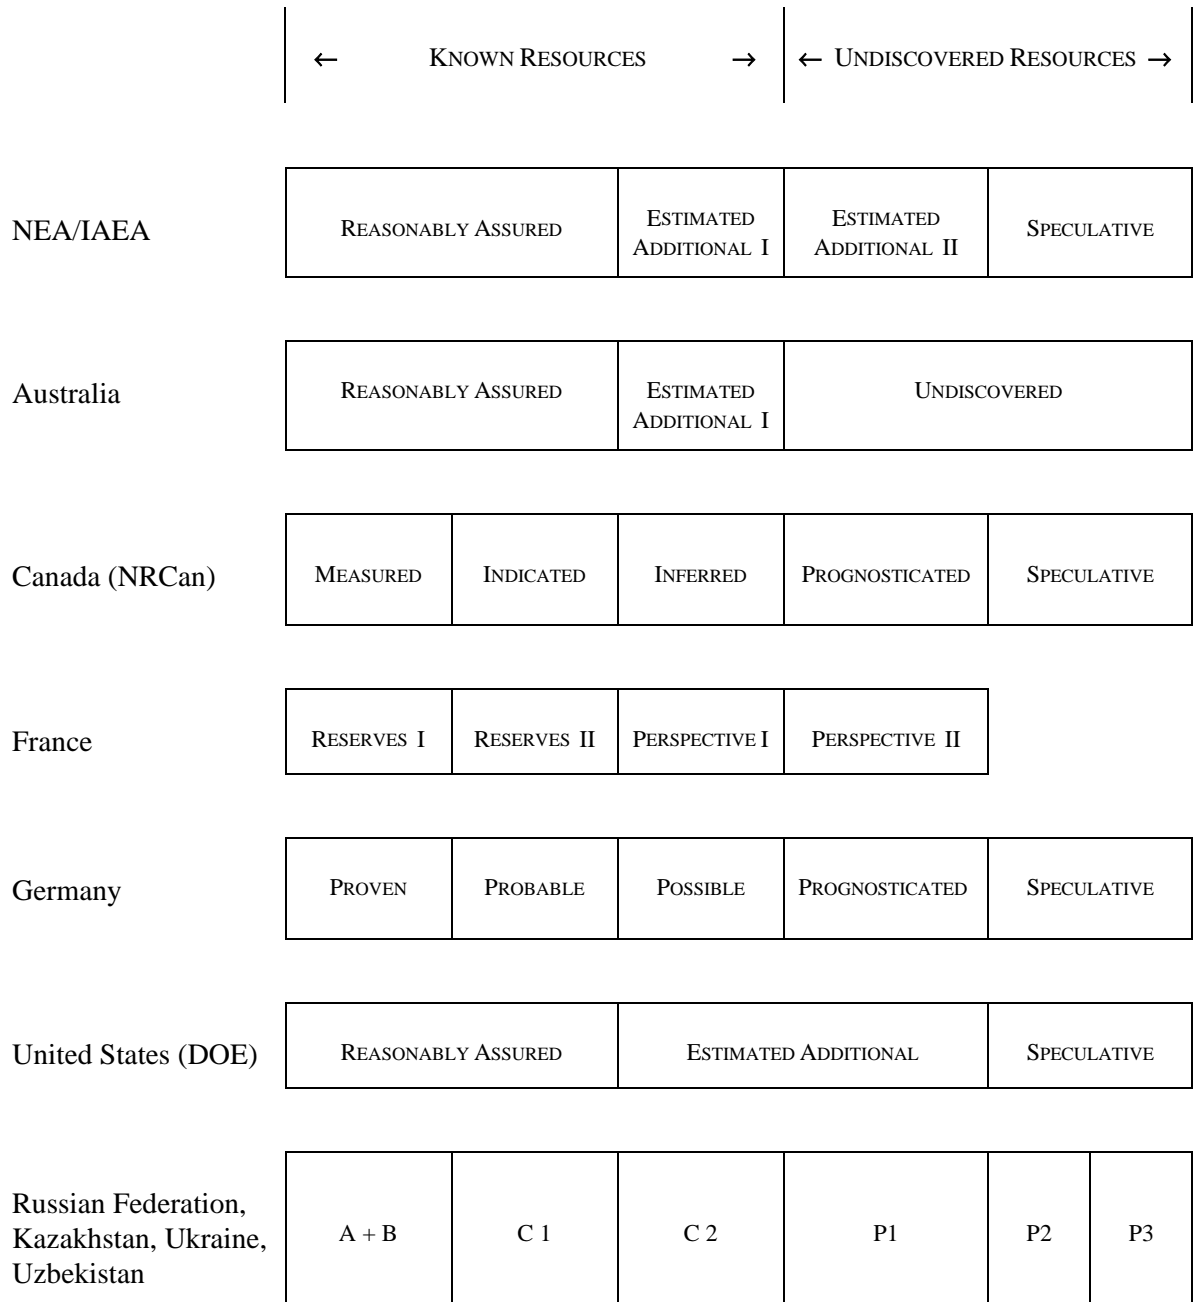 ← KNOWN RESOURCES → ← UNDISCOVERED RESOURCES →
NEA/IAEA
REASONABLY ASSURED
ESTIMATED
ADDITIONAL I
ESTIMATED
ADDITIONAL II
SPECULATIVE
Australia
REASONABLY ASSURED
ESTIMATED
ADDITIONAL I
UNDISCOVERED
Canada (NRCan)
MEASURED
INDICATED
INFERRED
PROGNOSTICATED
SPECULATIVE
France
RESERVES I
RESERVES II
PERSPECTIVE I
PERSPECTIVE II
Germany
PROVEN
PROBABLE
POSSIBLE
PROGNOSTICATED
SPECULATIVE
United States (DOE)
REASONABLY ASSURED
ESTIMATED ADDITIONAL
SPECULATIVE
Russian Federation,
Kazakhstan, Ukraine,
Uzbekistan
A + B
C 1
C 2
P1
P2
P3